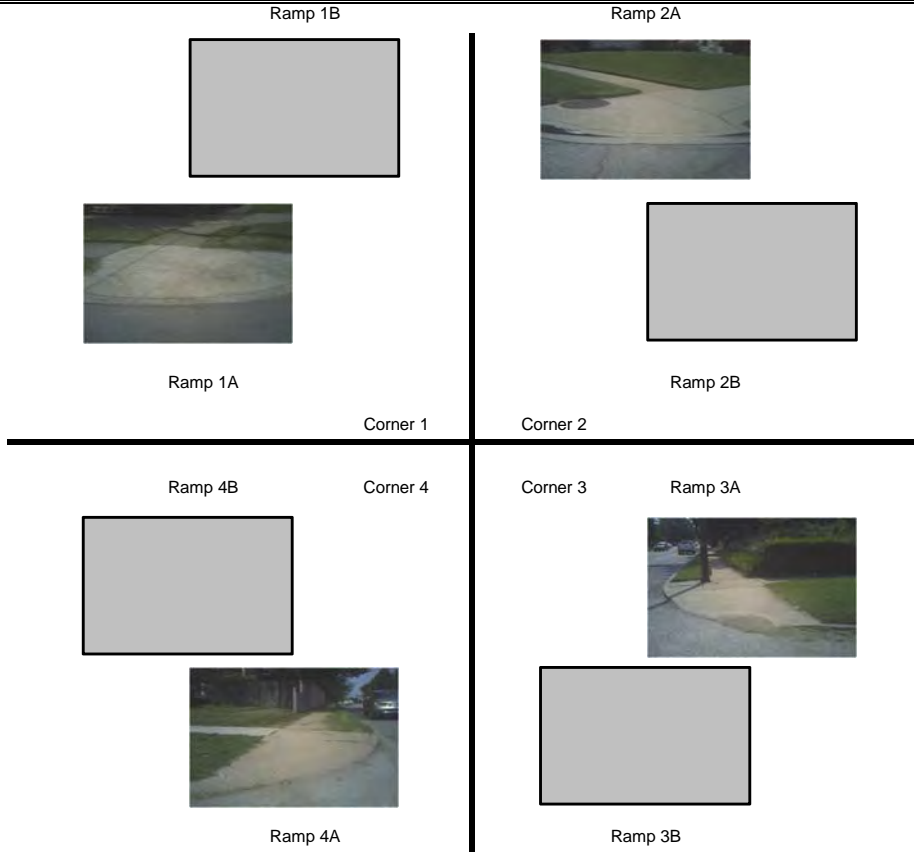 Ramp 1B Ramp 2A
Ramp 1A Ramp 2B
Corner 1 Corner 2
Ramp 4B Corner 4 Corner 3 Ramp 3A
Ramp 4A Ramp 3B